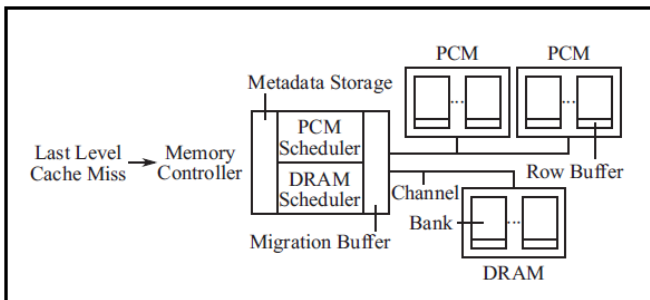 PCM
PCM
Metadata Storage
PCM
Scheduler
Last Level
Cache Miss
Memory
Controller
DRAM
Scheduler
Channel
Row Buffer
Bank
Migration Buffer
DRAM
...
...
...